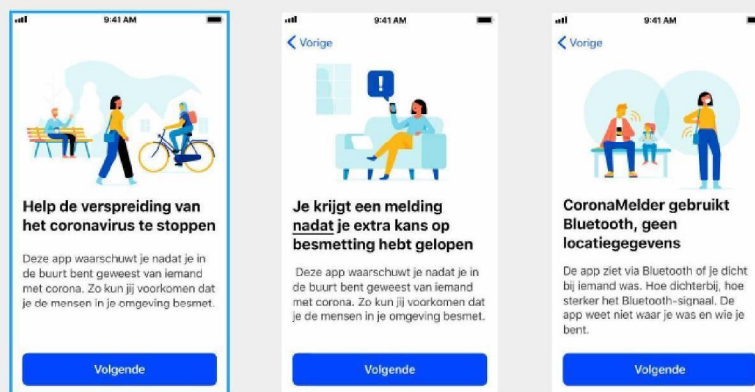 9:41 AM
Help de verspreiding van
het coronavirus te stoppen
Deze app waarschuwt je nadat je in
de buurt bent geweest van iemand
met corona. Zo kun jij voorkomen dat
je de mensen in je omgeving besmet.
Volgende
9:41 AM
Vorige
!
Je krijgt een melding
nadat je extra kans op
besmetting hebt gelopen
Deze app waarschuwt je nadat je in
de buurt bent geweest van iemand
met corona. Zo kun jij voorkomen dat
je de mensen in je omgeving besmet.
Volgende
9:41 AM
Vorige
CoronaMelder gebruikt
Bluetooth, geen
locatiegegevens
De app ziet via Bluetooth of je dicht
bij iemand was. Hoe dichterbij, hoe
sterker het Bluetooth-signaal. De
app weet niet waar je was en wie je
bent.
Volgende